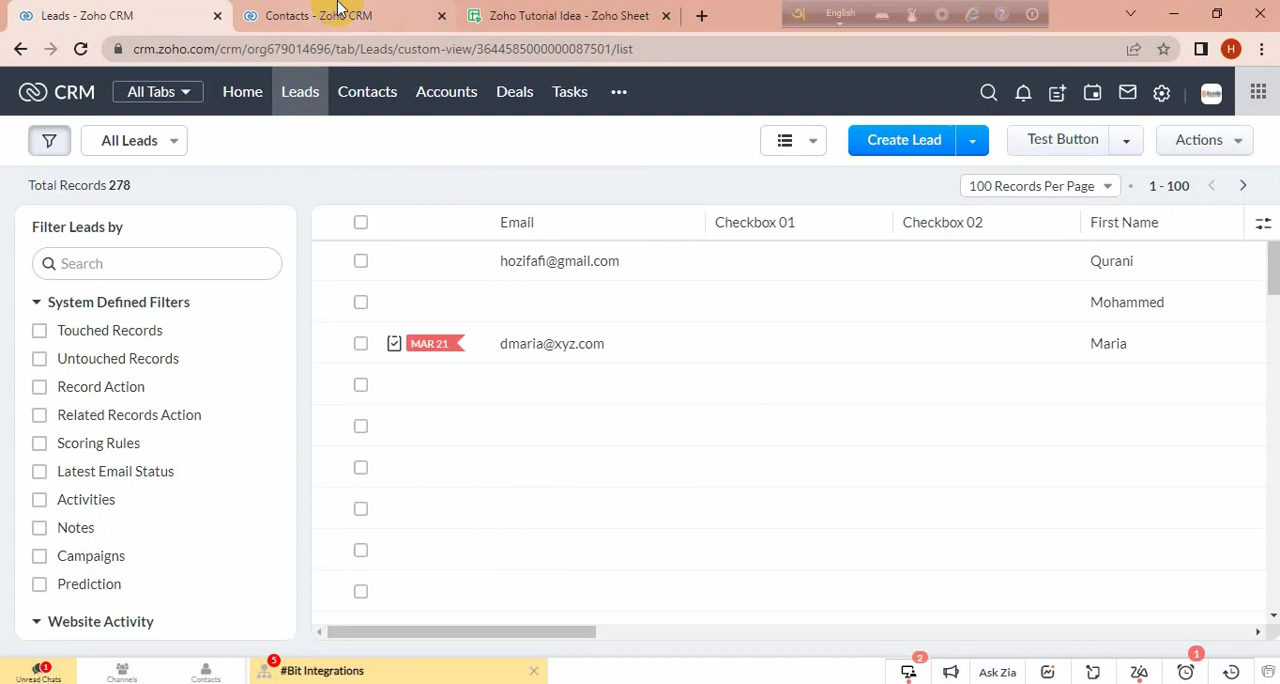 Leads - Zoho CRM
Contacts - Zoho CRM
Zoho Tutorial Idea - Zoho Sheet
English
crm.zoho.com/crm/org679014696/tab/Leads/custom-view/3644585000000087501/list
H
CRM
All Tabs
Home
Leads
Contacts
Accounts
Deals
Tasks
All Leads
Create Lead
Test Button
Actions
Total Records 278
100 Records Per Page
1 - 100
Filter Leads by
Search
System Defined Filters
Touched Records
Untouched Records
Record Action
Related Records Action
Scoring Rules
Latest Email Status
Activities
Notes
Campaigns
Prediction
Website Activity
Email Checkbox 01 Checkbox 02 First Name
hozifafi@gmail.com Qurani
Mohammed
MAR 21 dmaria@xyz.com Maria
1
Unread Chats
Channels
Contacts
5
#Bit Integrations
2
Ask Zia
1